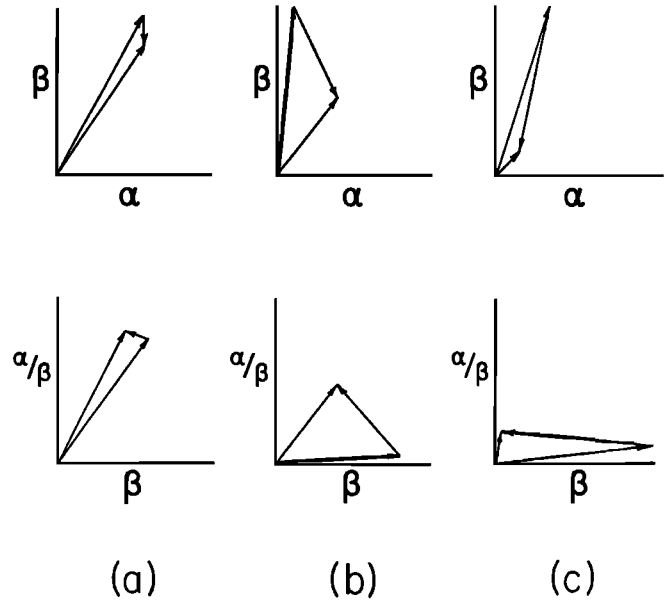 β β β
α α α
α/β α/β α/β
β β β
(a) (b) (c)